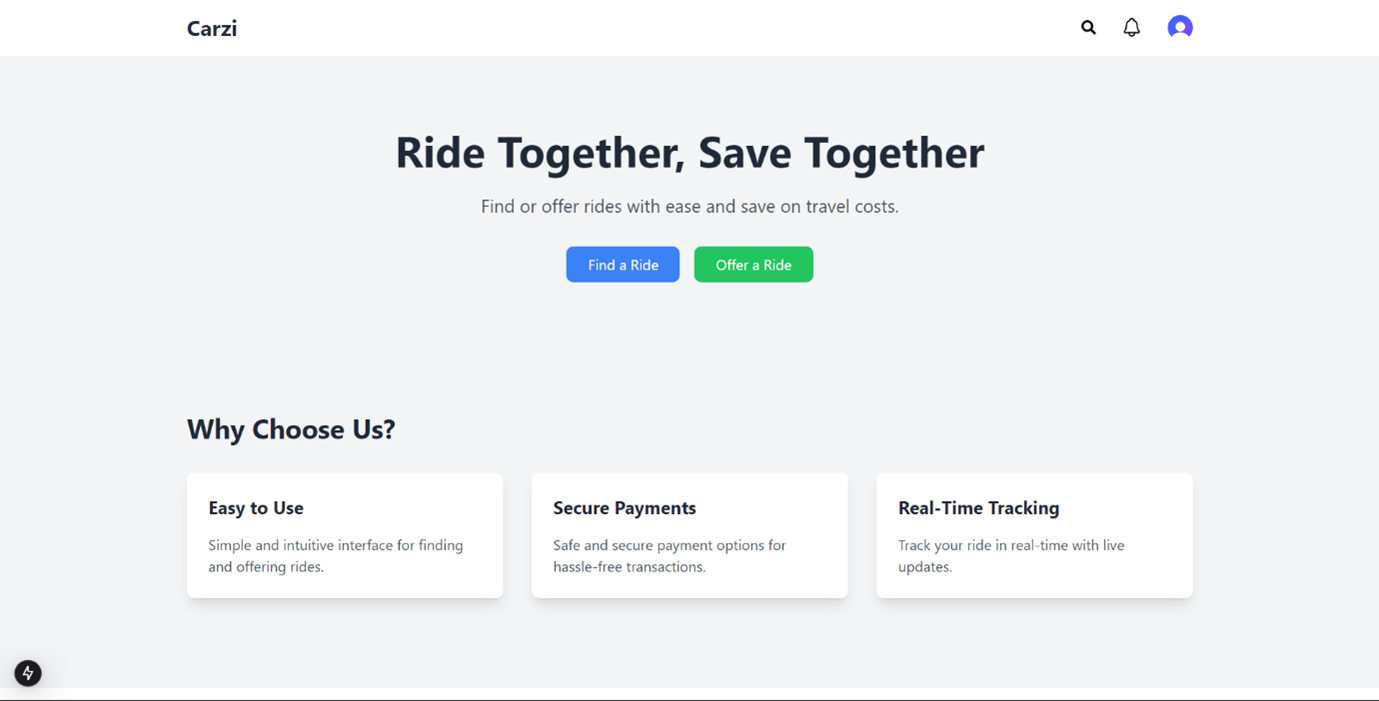 Carzi
Ride Together, Save Together
Find or offer rides with ease and save on travel costs.
Find a Ride
Offer a Ride
Why Choose Us?
Easy to Use
Simple and intuitive interface for finding
and offering rides.
Secure Payments
Safe and secure payment options for
hassle-free transactions.
Real-Time Tracking
Track your ride in real-time with live
updates.